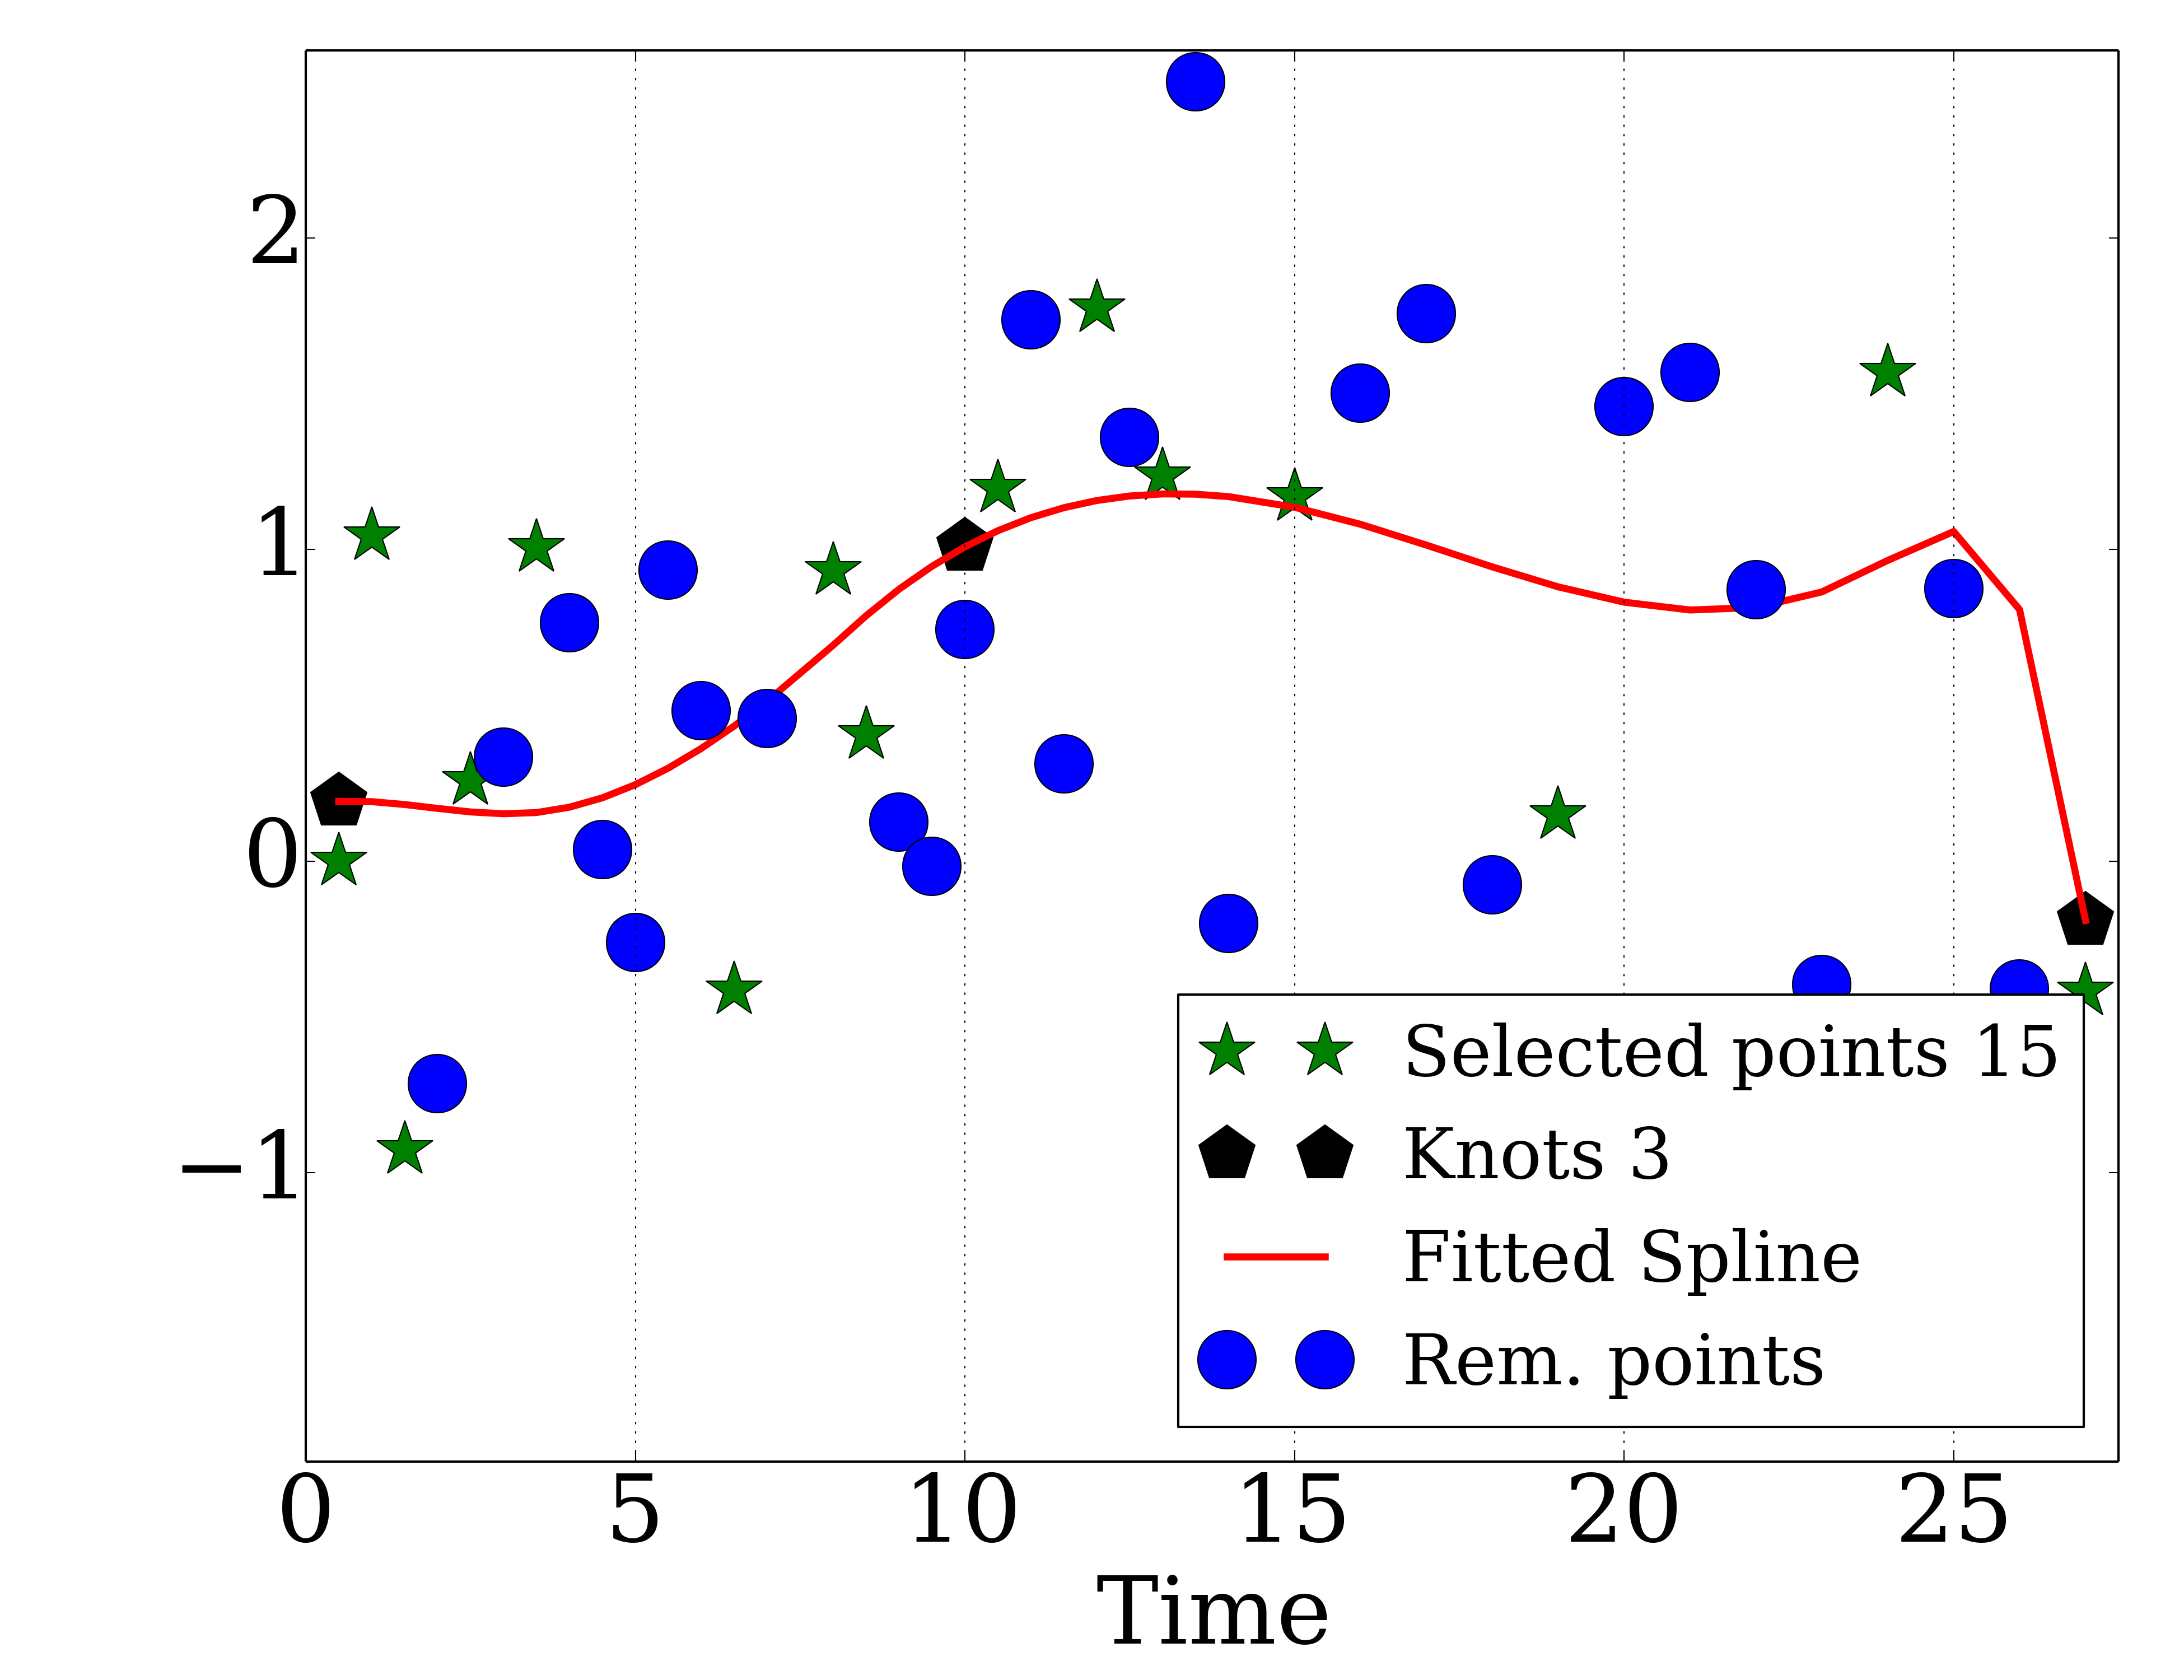 2
1
0
−1
Selected points 15
Knots 3
Fitted Spline
Rem. points
0 5 10 15 20 25
Time